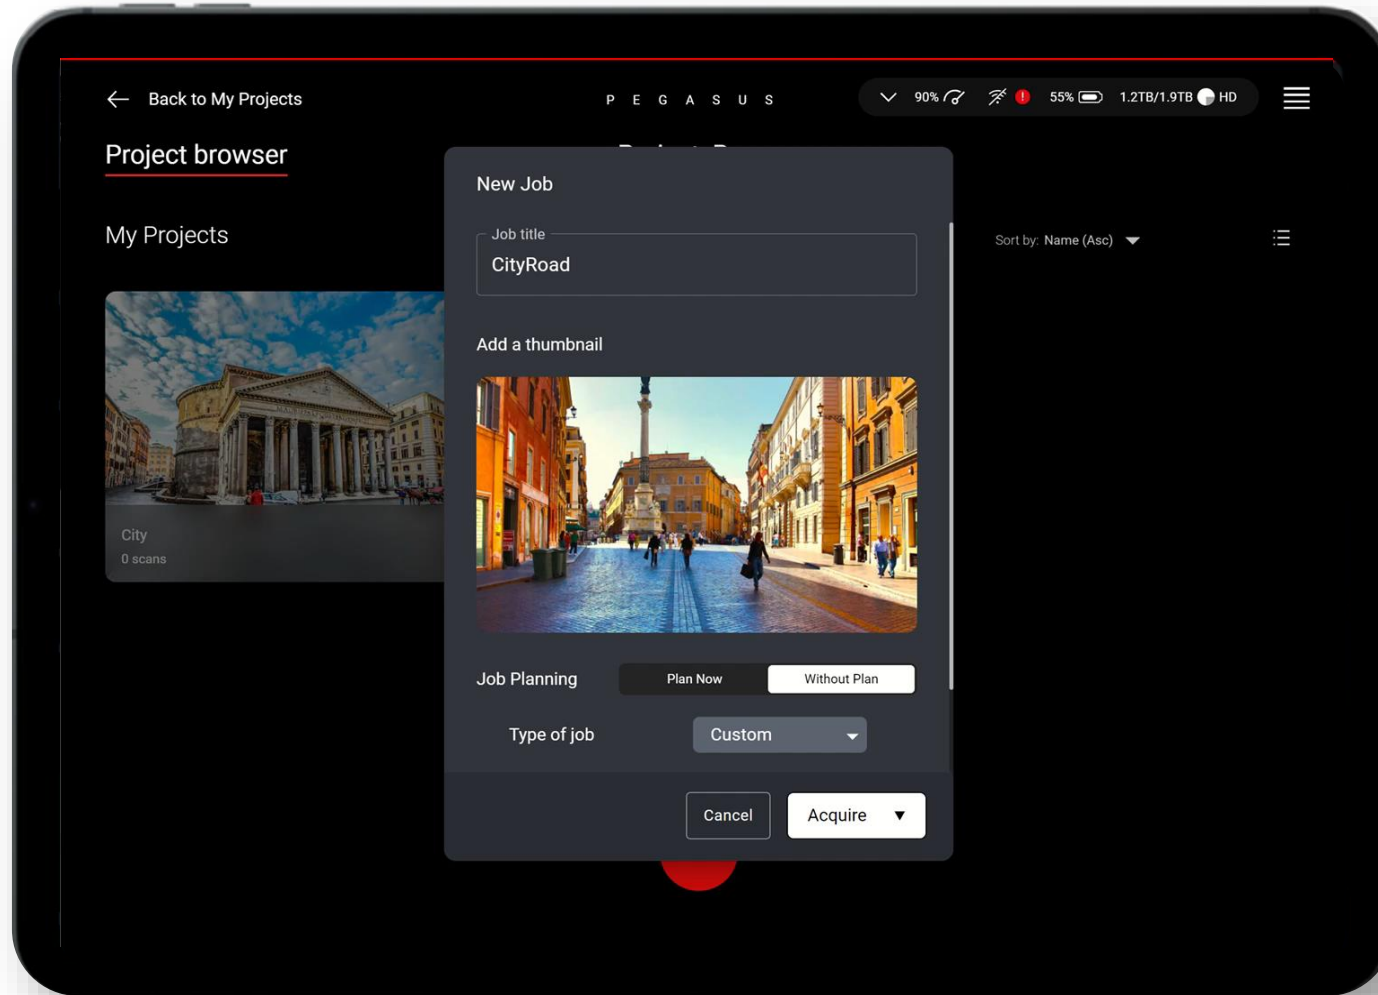 Back to My Projects
P E G A S U S
90%
55%
1.2TB/1.9TB HD
Project browser
My Projects
Sort by: Name (Asc)
City
0 scans
New Job
Job title
CityRoad
Add a thumbnail
Job Planning
Plan Now
Without Plan
Type of job
Custom
Cancel
Acquire